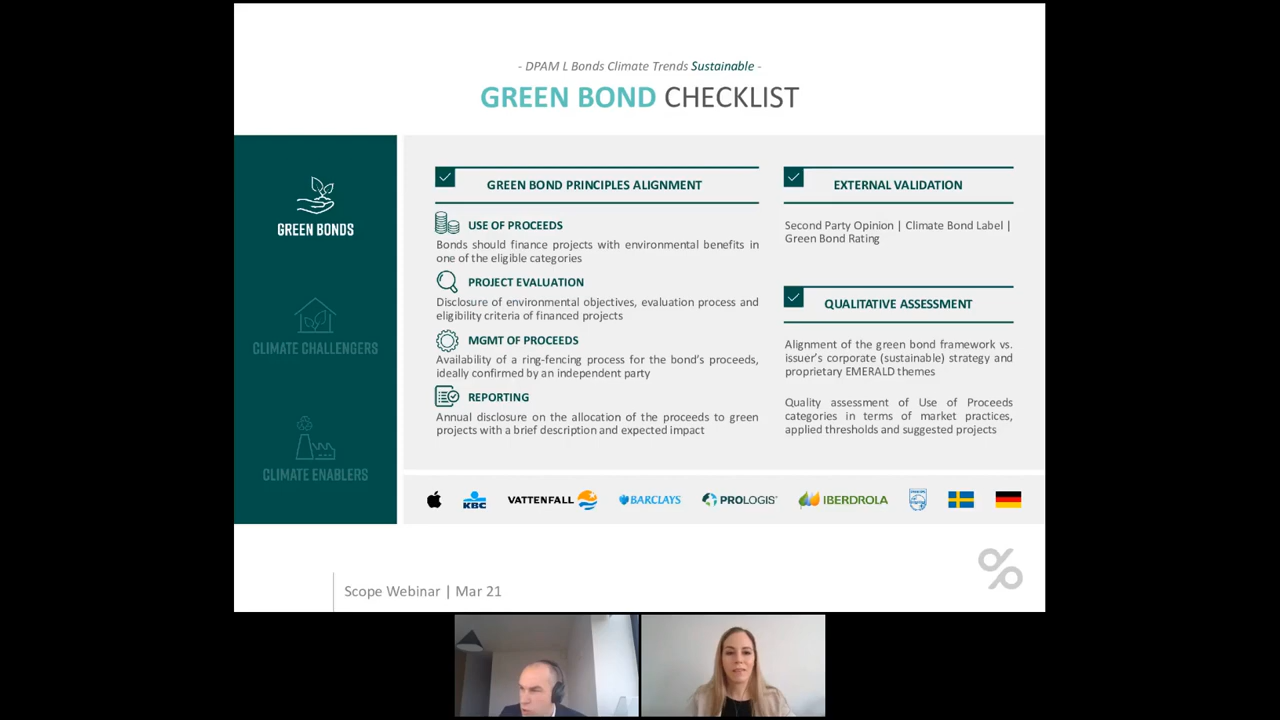 - DPAM L Bonds Climate Trends Sustainable -
GREEN BOND CHECKLIST
GREEN BONDS
CLIMATE CHALLENGERS
CLIMATE ENABLERS
GREEN BOND PRINCIPLES ALIGNMENT
USE OF PROCEEDS
Bonds should finance projects with environmental benefits in
one of the eligible categories
PROJECT EVALUATION
Disclosure of environmental objectives, evaluation process and
eligibility criteria of financed projects
MGMT OF PROCEEDS
Availability of a ring-fencing process for the bond's proceeds,
ideally confirmed by an independent party
REPORTING
Annual disclosure on the allocation of the proceeds to green
projects with a brief description and expected impact
EXTERNAL VALIDATION
Second Party Opinion | Climate Bond Label |
Green Bond Rating
QUALITATIVE ASSESSMENT
Alignment of the green bond framework vs.
issuer's corporate (sustainable) strategy and
proprietary EMERALD themes
Quality assessment of Use of Proceeds
categories in terms of market practices,
applied thresholds and suggested projects
KBC
VATTENFALL
BARCLAYS
PROLOGIS
IBERDROLA
Scope Webinar | Mar 21